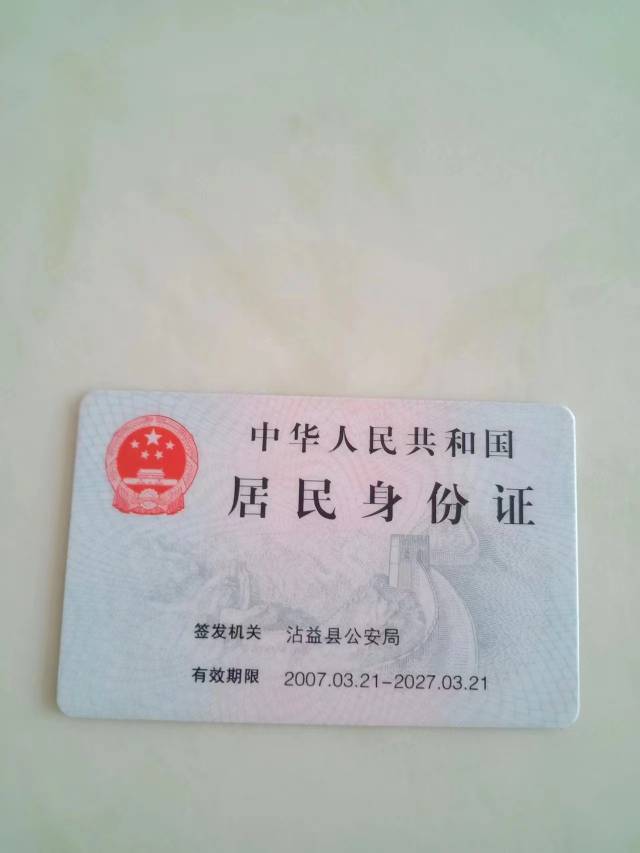 中华人民共和国
居民身份证
签发机关 沾益县公安局
有效期限 2007.03.21-2027.03.21